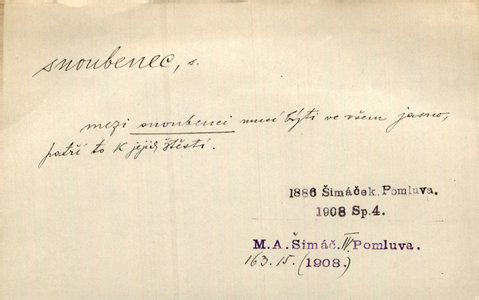 snoubenec, s.
mezi snoubenci musí býti ve všem jasno,
patří to k jejich štěstí.
1886 Šimáček, Pomluva.
1908 Sp.4.
M.A.Šimáč. IV Pomluva.
163.15. (1908.)